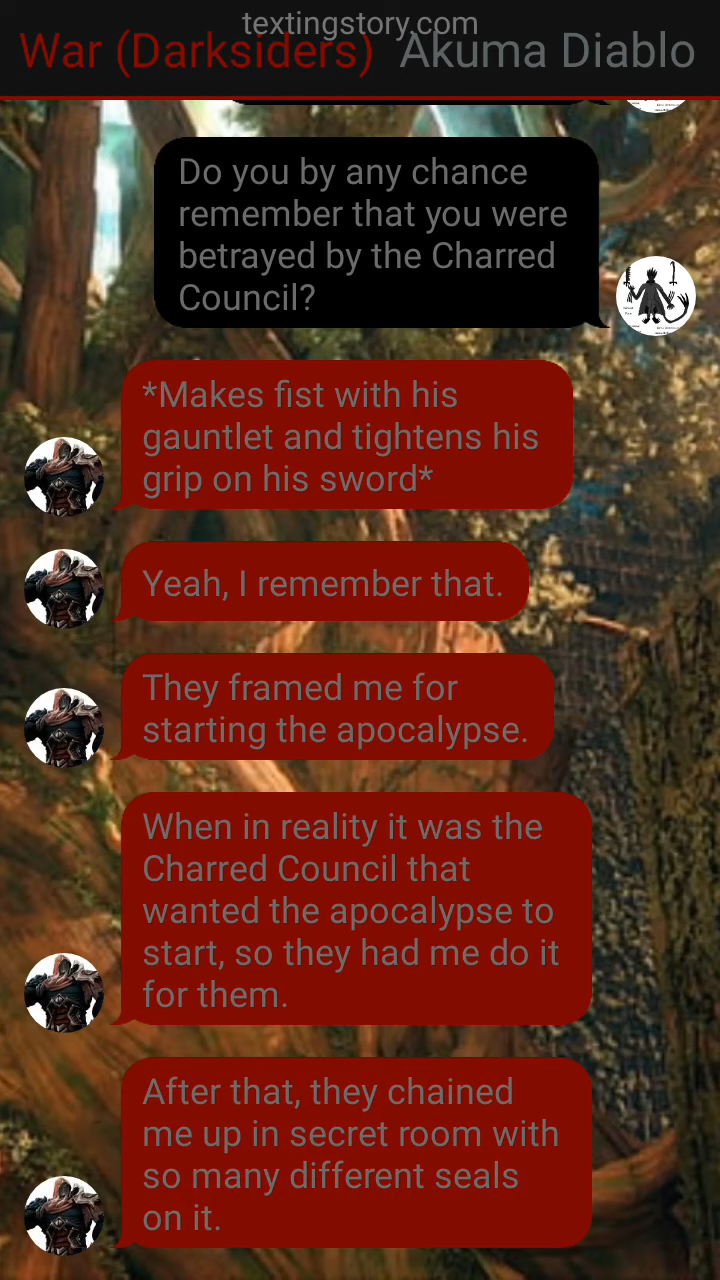 textingstory.com
War (Darksiders) Akuma Diablo
Do you by any chance
remember that you were
betrayed by the Charred
Council?
*Makes fist with his
gauntlet and tightens his
grip on his sword*
Yeah, I remember that.
They framed me for
starting the apocalypse.
When in reality it was the
Charred Council that
wanted the apocalypse to
start, so they had me do it
for them.
After that, they chained
me up in secret room with
so many different seals
on it.